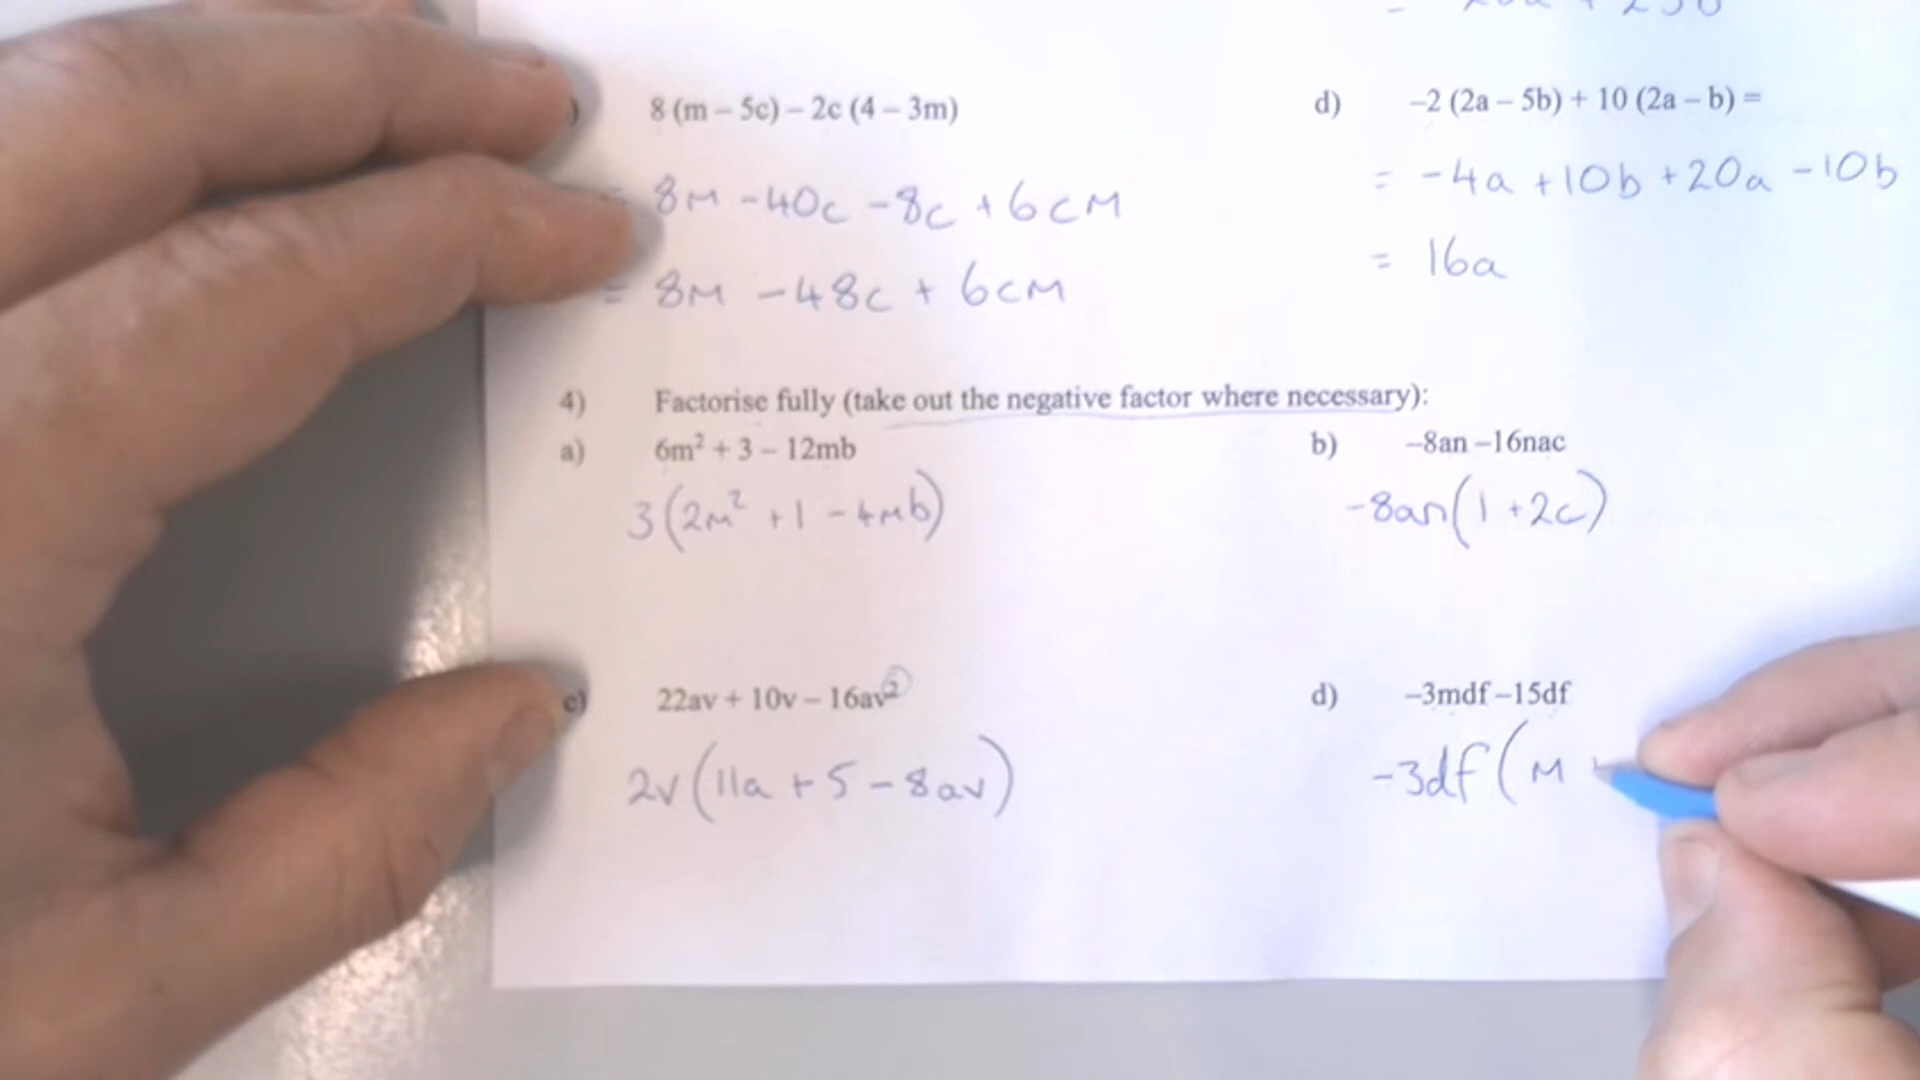 8 (m – 5c) – 2c (4 – 3m)
= 8m - 40c - 8c + 6cm
= 8m - 48c + 6cm
d) –2 (2a – 5b) + 10 (2a – b) =
= -4a + 10b + 20a - 10b
= 16a
4) Factorise fully (take out the negative factor where necessary):
a) 6m² + 3 – 12mb
3(2m² + 1 - 4mb)
b) –8an –16nac
-8an(1 + 2c)
c) 22av + 10v – 16av²
2v(11a + 5 - 8av)
d) –3mdf –15df
-3df(m